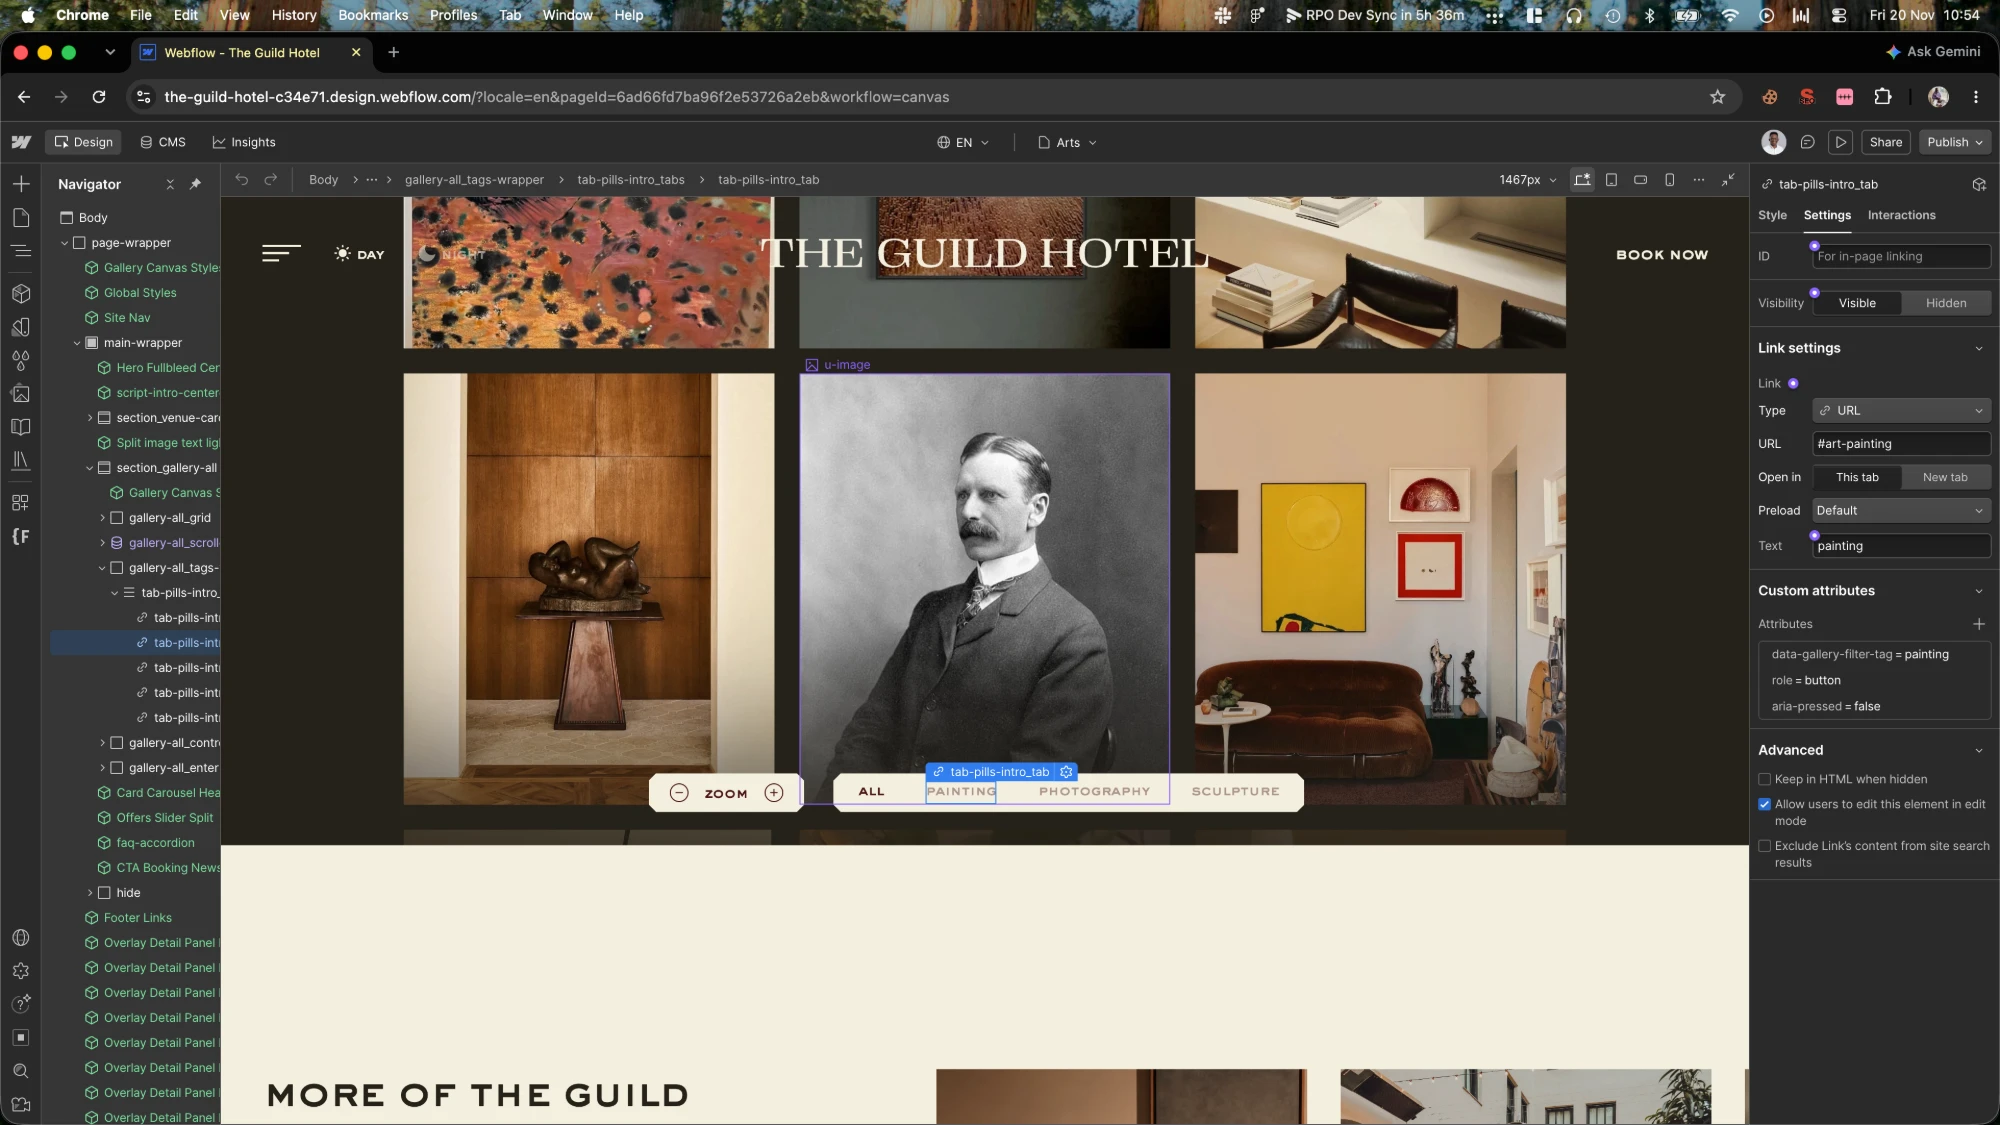 Chrome File Edit View History Bookmarks Profiles Tab Window Help
RPO Dev Sync in 5h 36m
Fri 20 Nov 10:54
Webflow - The Guild Hotel
Ask Gemini
the-guild-hotel-c34e71.design.webflow.com/?locale=en&pageId=6ad66fd7ba96f2e53726a2eb&workflow=canvas
Design CMS Insights
EN Arts
Share Publish
Navigator
Body
page-wrapper
Gallery Canvas Style
Global Styles
Site Nav
main-wrapper
Hero Fullbleed Cer
script-intro-center
section_venue-card
Split image text ligh
section_gallery-all
Gallery Canvas S
gallery-all_grid
gallery-all_scroll
gallery-all_tags-
tab-pills-intro_
tab-pills-intr
tab-pills-intr
tab-pills-intr
tab-pills-intr
tab-pills-intr
gallery-all_contr
gallery-all_enter
Card Carousel Hea
Offers Slider Split
faq-accordion
CTA Booking News
hide
Footer Links
Overlay Detail Panel
Overlay Detail Panel
Overlay Detail Panel
Overlay Detail Panel
Overlay Detail Panel
Overlay Detail Panel
Overlay Detail Panel
Overlay Detail Panel
Body ... gallery-all_tags-wrapper tab-pills-intro_tabs tab-pills-intro_tab
1467px
DAY NIGHT
THE GUILD HOTEL
BOOK NOW
u-image
tab-pills-intro_tab
ZOOM
ALL PAINTING PHOTOGRAPHY SCULPTURE
MORE OF THE GUILD
tab-pills-intro_tab
Style Settings Interactions
ID For in-page linking
Visibility Visible Hidden
Link settings
Link
Type URL
URL #art-painting
Open in This tab New tab
Preload Default
Text painting
Custom attributes
Attributes
data-gallery-filter-tag = painting
role = button
aria-pressed = false
Advanced
Keep in HTML when hidden
Allow users to edit this element in edit
mode
Exclude Link's content from site search
results